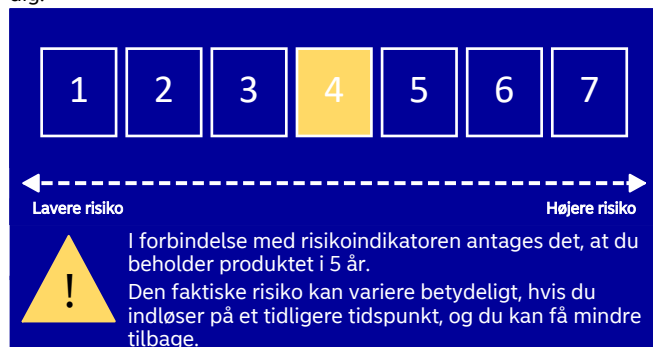 1 2 3 4 5 6 7
Lavere risiko Højere risiko
! I forbindelse med risikoindikatoren antages det, at du
beholder produktet i 5 år.
Den faktiske risiko kan variere betydeligt, hvis du
indløser på et tidligere tidspunkt, og du kan få mindre
tilbage.